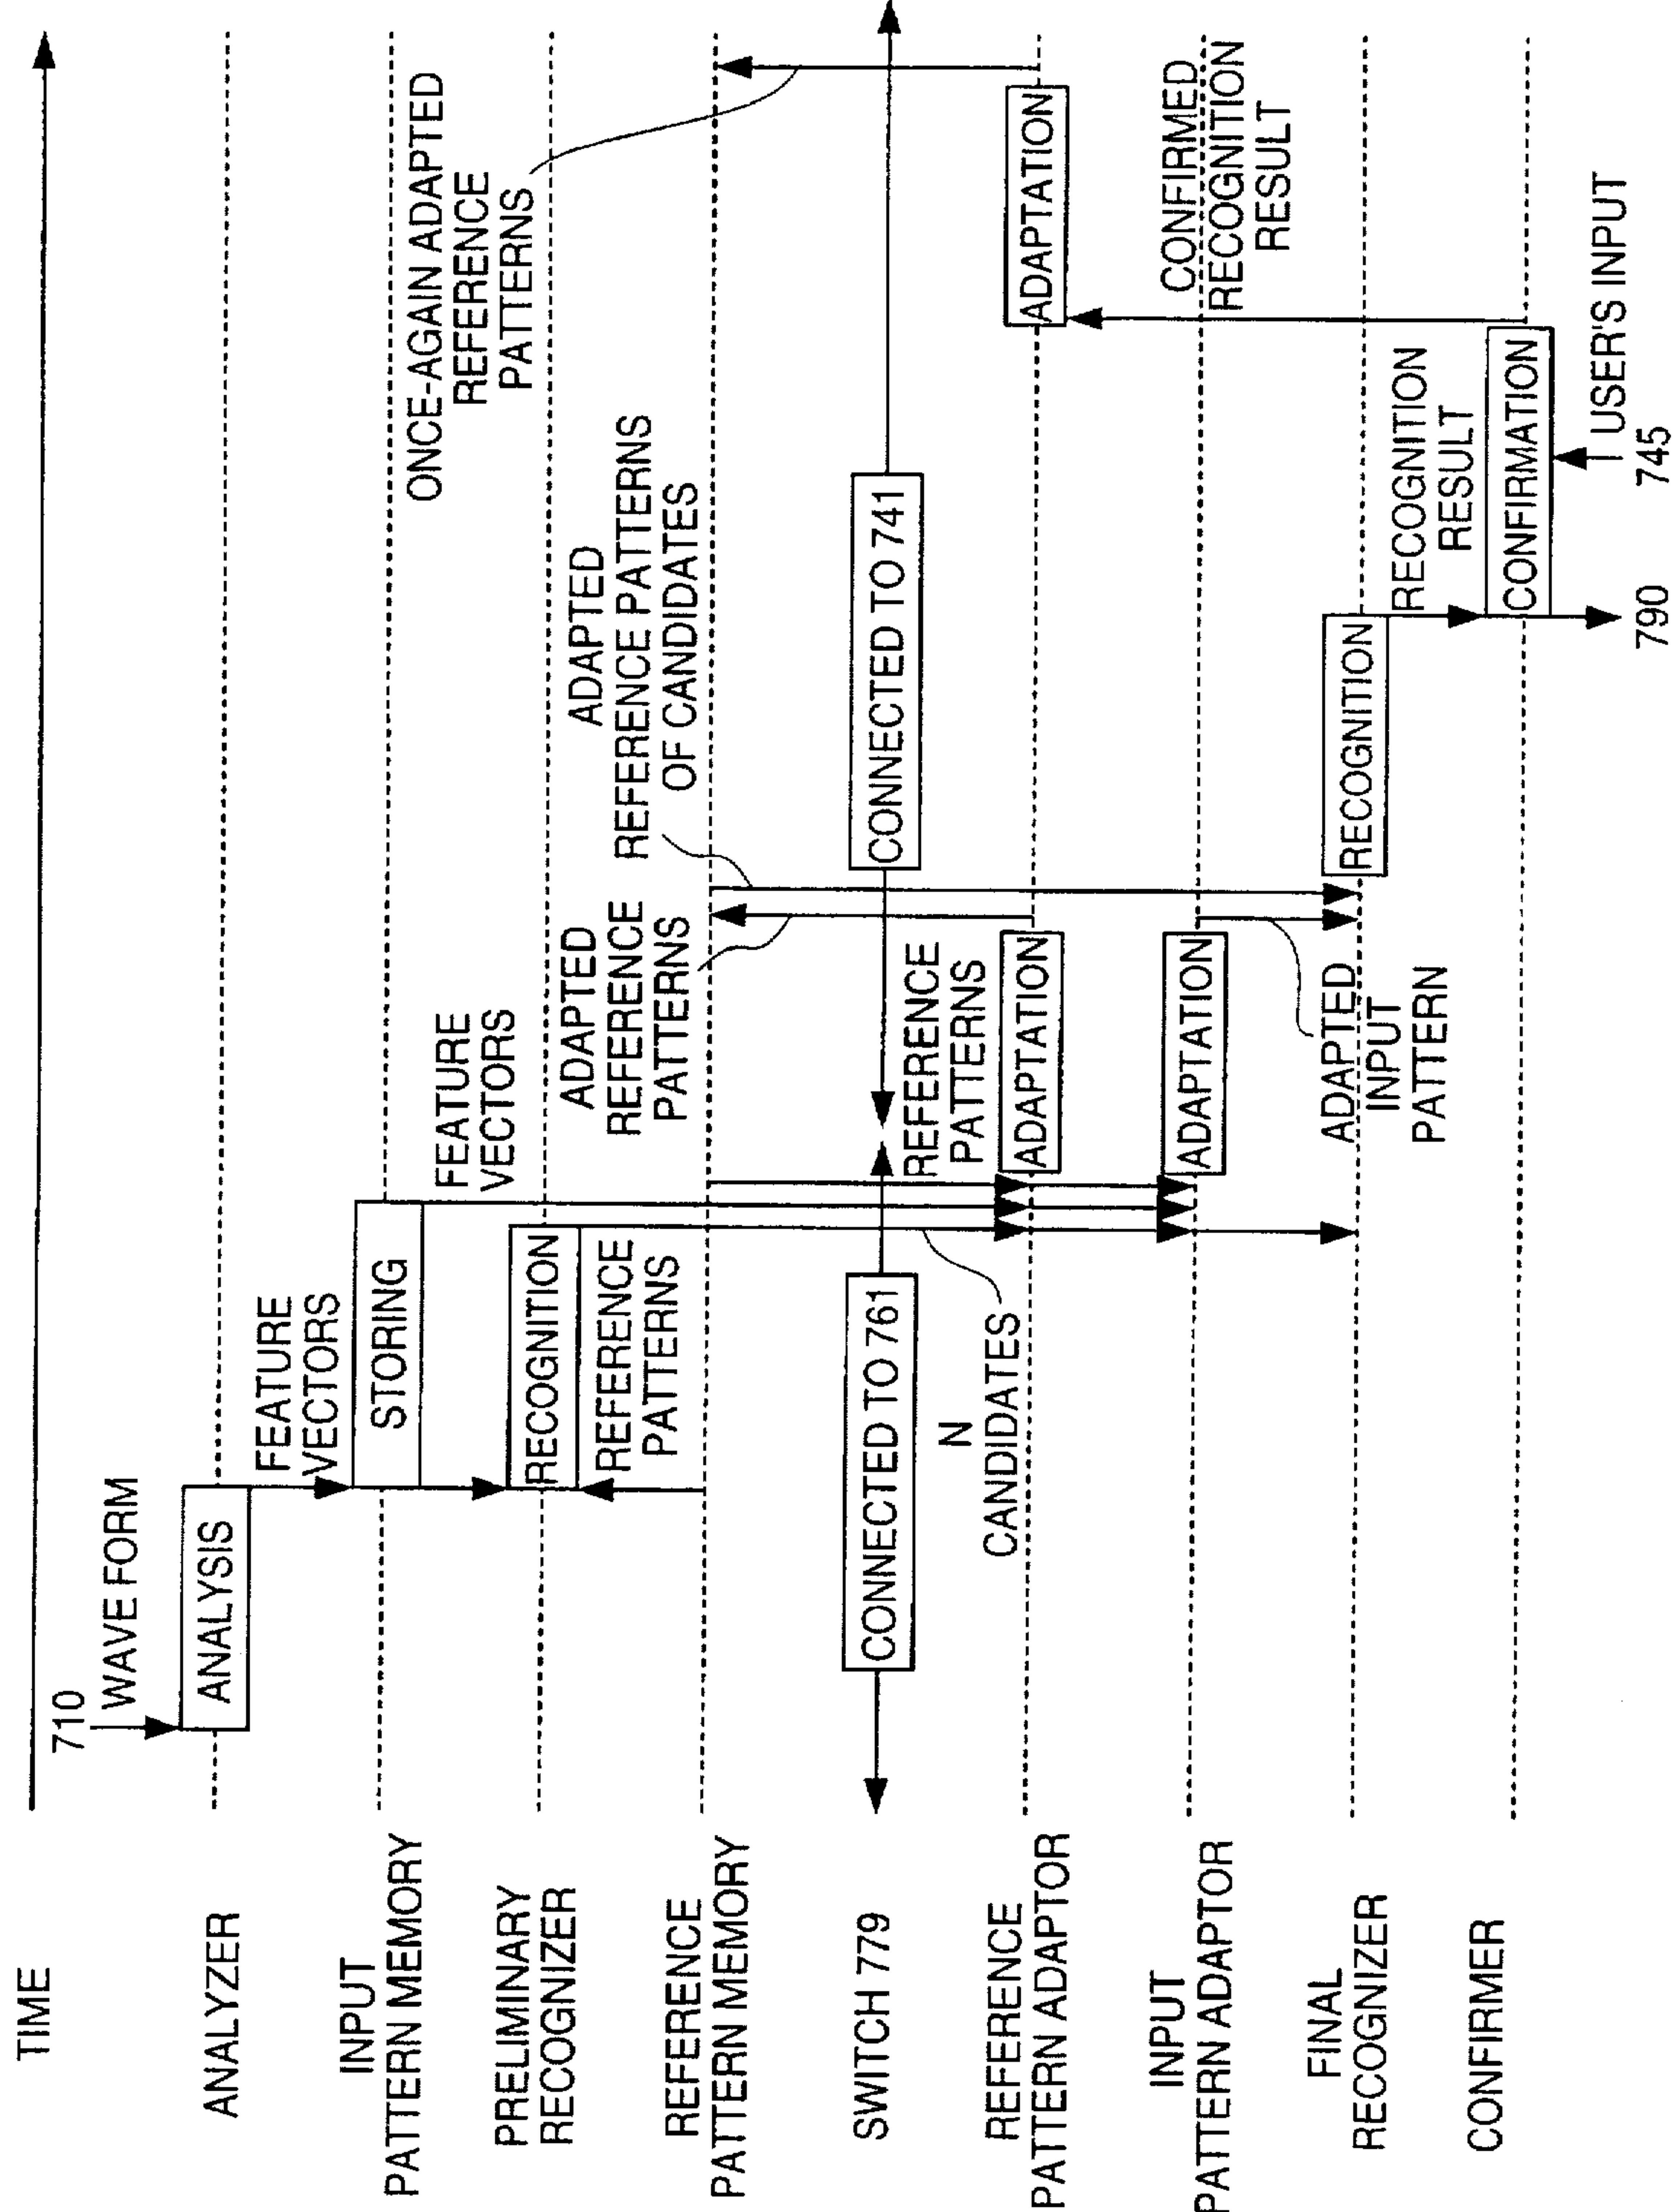 TIME
710
WAVE FORM
ANALYZER
ANALYSIS
FEATURE
VECTORS
INPUT
PATTERN MEMORY
STORING
ONCE-AGAIN ADAPTED
REFERENCE
PATTERNS
FEATURE
VECTORS
PRELIMINARY
RECOGNIZER
RECOGNITION
REFERENCE
PATTERNS
ADAPTED
REFERENCE
PATTERNS
ADAPTED
REFERENCE PATTERNS
OF CANDIDATES
REFERENCE
PATTERN MEMORY
SWITCH 779
CONNECTED TO 761
CONNECTED TO 741
N
CANDIDATES
REFERENCE
PATTERNS
REFERENCE
PATTERN ADAPTOR
ADAPTATION
ADAPTATION
CONFIRMED
RECOGNITION
RESULT
INPUT
PATTERN ADAPTOR
ADAPTATION
ADAPTED
INPUT
PATTERN
FINAL
RECOGNIZER
RECOGNITION
RECOGNITION
RESULT
CONFIRMER
CONFIRMATION
USER'S INPUT
790
745